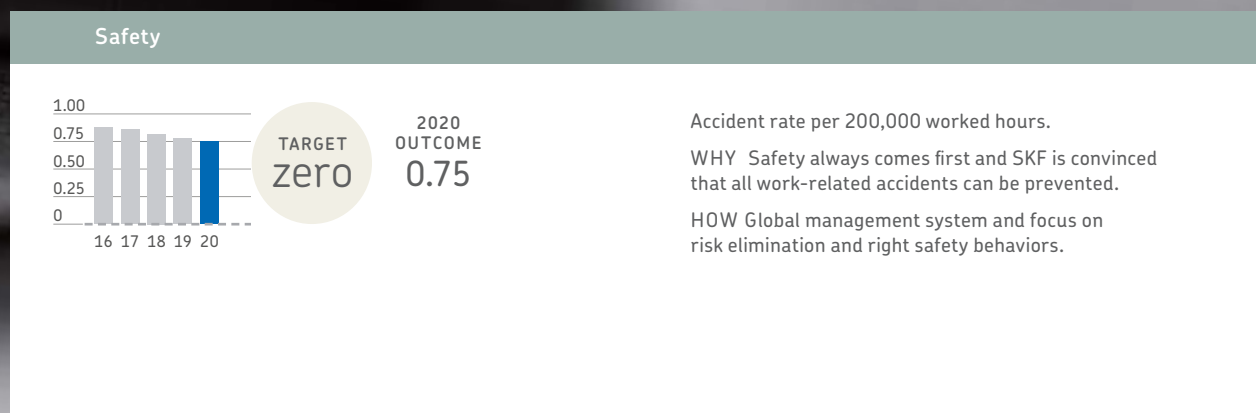 Safety
1.00
0.75
0.50
0.25
0
16 17 18 19 20
TARGET
zero
2020
OUTCOME
0.75
Accident rate per 200,000 worked hours.
WHY Safety always comes first and SKF is convinced
that all work-related accidents can be prevented.
HOW Global management system and focus on
risk elimination and right safety behaviors.